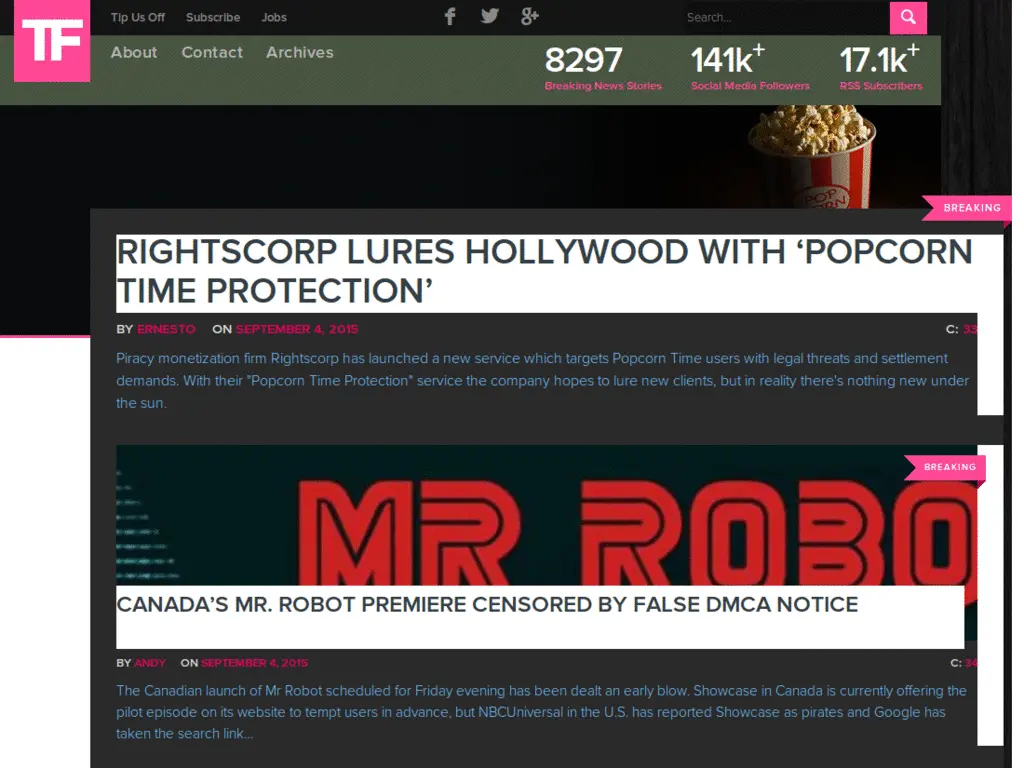 TF
Tip Us Off Subscribe Jobs
Search...
About Contact Archives
8297
Breaking News Stories
141k+
Social Media Followers
17.1k+
RSS Subscribers
POP
CORN
BREAKING
RIGHTSCORP LURES HOLLYWOOD WITH ‘POPCORN
TIME PROTECTION’
BY ERNESTO ON SEPTEMBER 4, 2015 C: 33
Piracy monetization firm Rightscorp has launched a new service which targets Popcorn Time users with legal threats and settlement
demands. With their "Popcorn Time Protection" service the company hopes to lure new clients, but in reality there's nothing new under
the sun.
BREAKING
MR ROBO
CANADA’S MR. ROBOT PREMIERE CENSORED BY FALSE DMCA NOTICE
BY ANDY ON SEPTEMBER 4, 2015 C: 34
The Canadian launch of Mr Robot scheduled for Friday evening has been dealt an early blow. Showcase in Canada is currently offering the
pilot episode on its website to tempt users in advance, but NBCUniversal in the U.S. has reported Showcase as pirates and Google has
taken the search link...